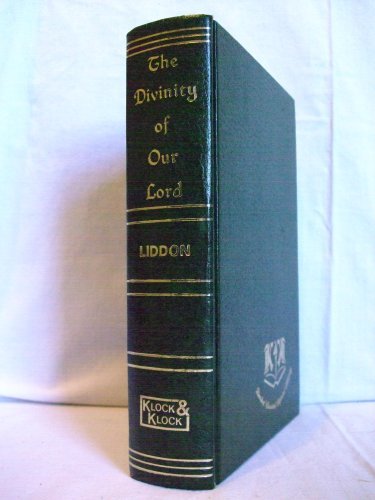 The
Divinity
of
Our
Lord
LIDDON
KLOCK &
KLOCK